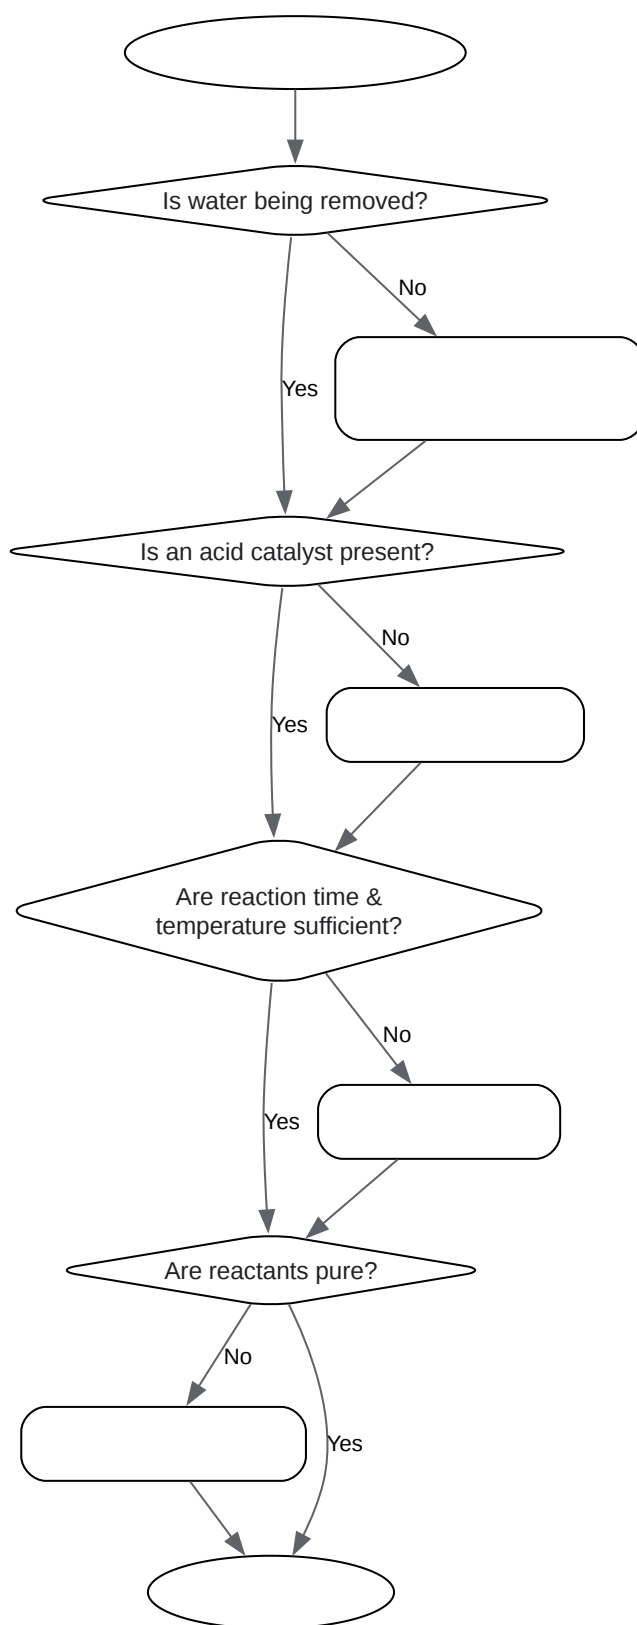 Is water being removed?
No
Yes
Is an acid catalyst present?
No
Yes
Are reaction time &
temperature sufficient?
No
Yes
Are reactants pure?
No
Yes